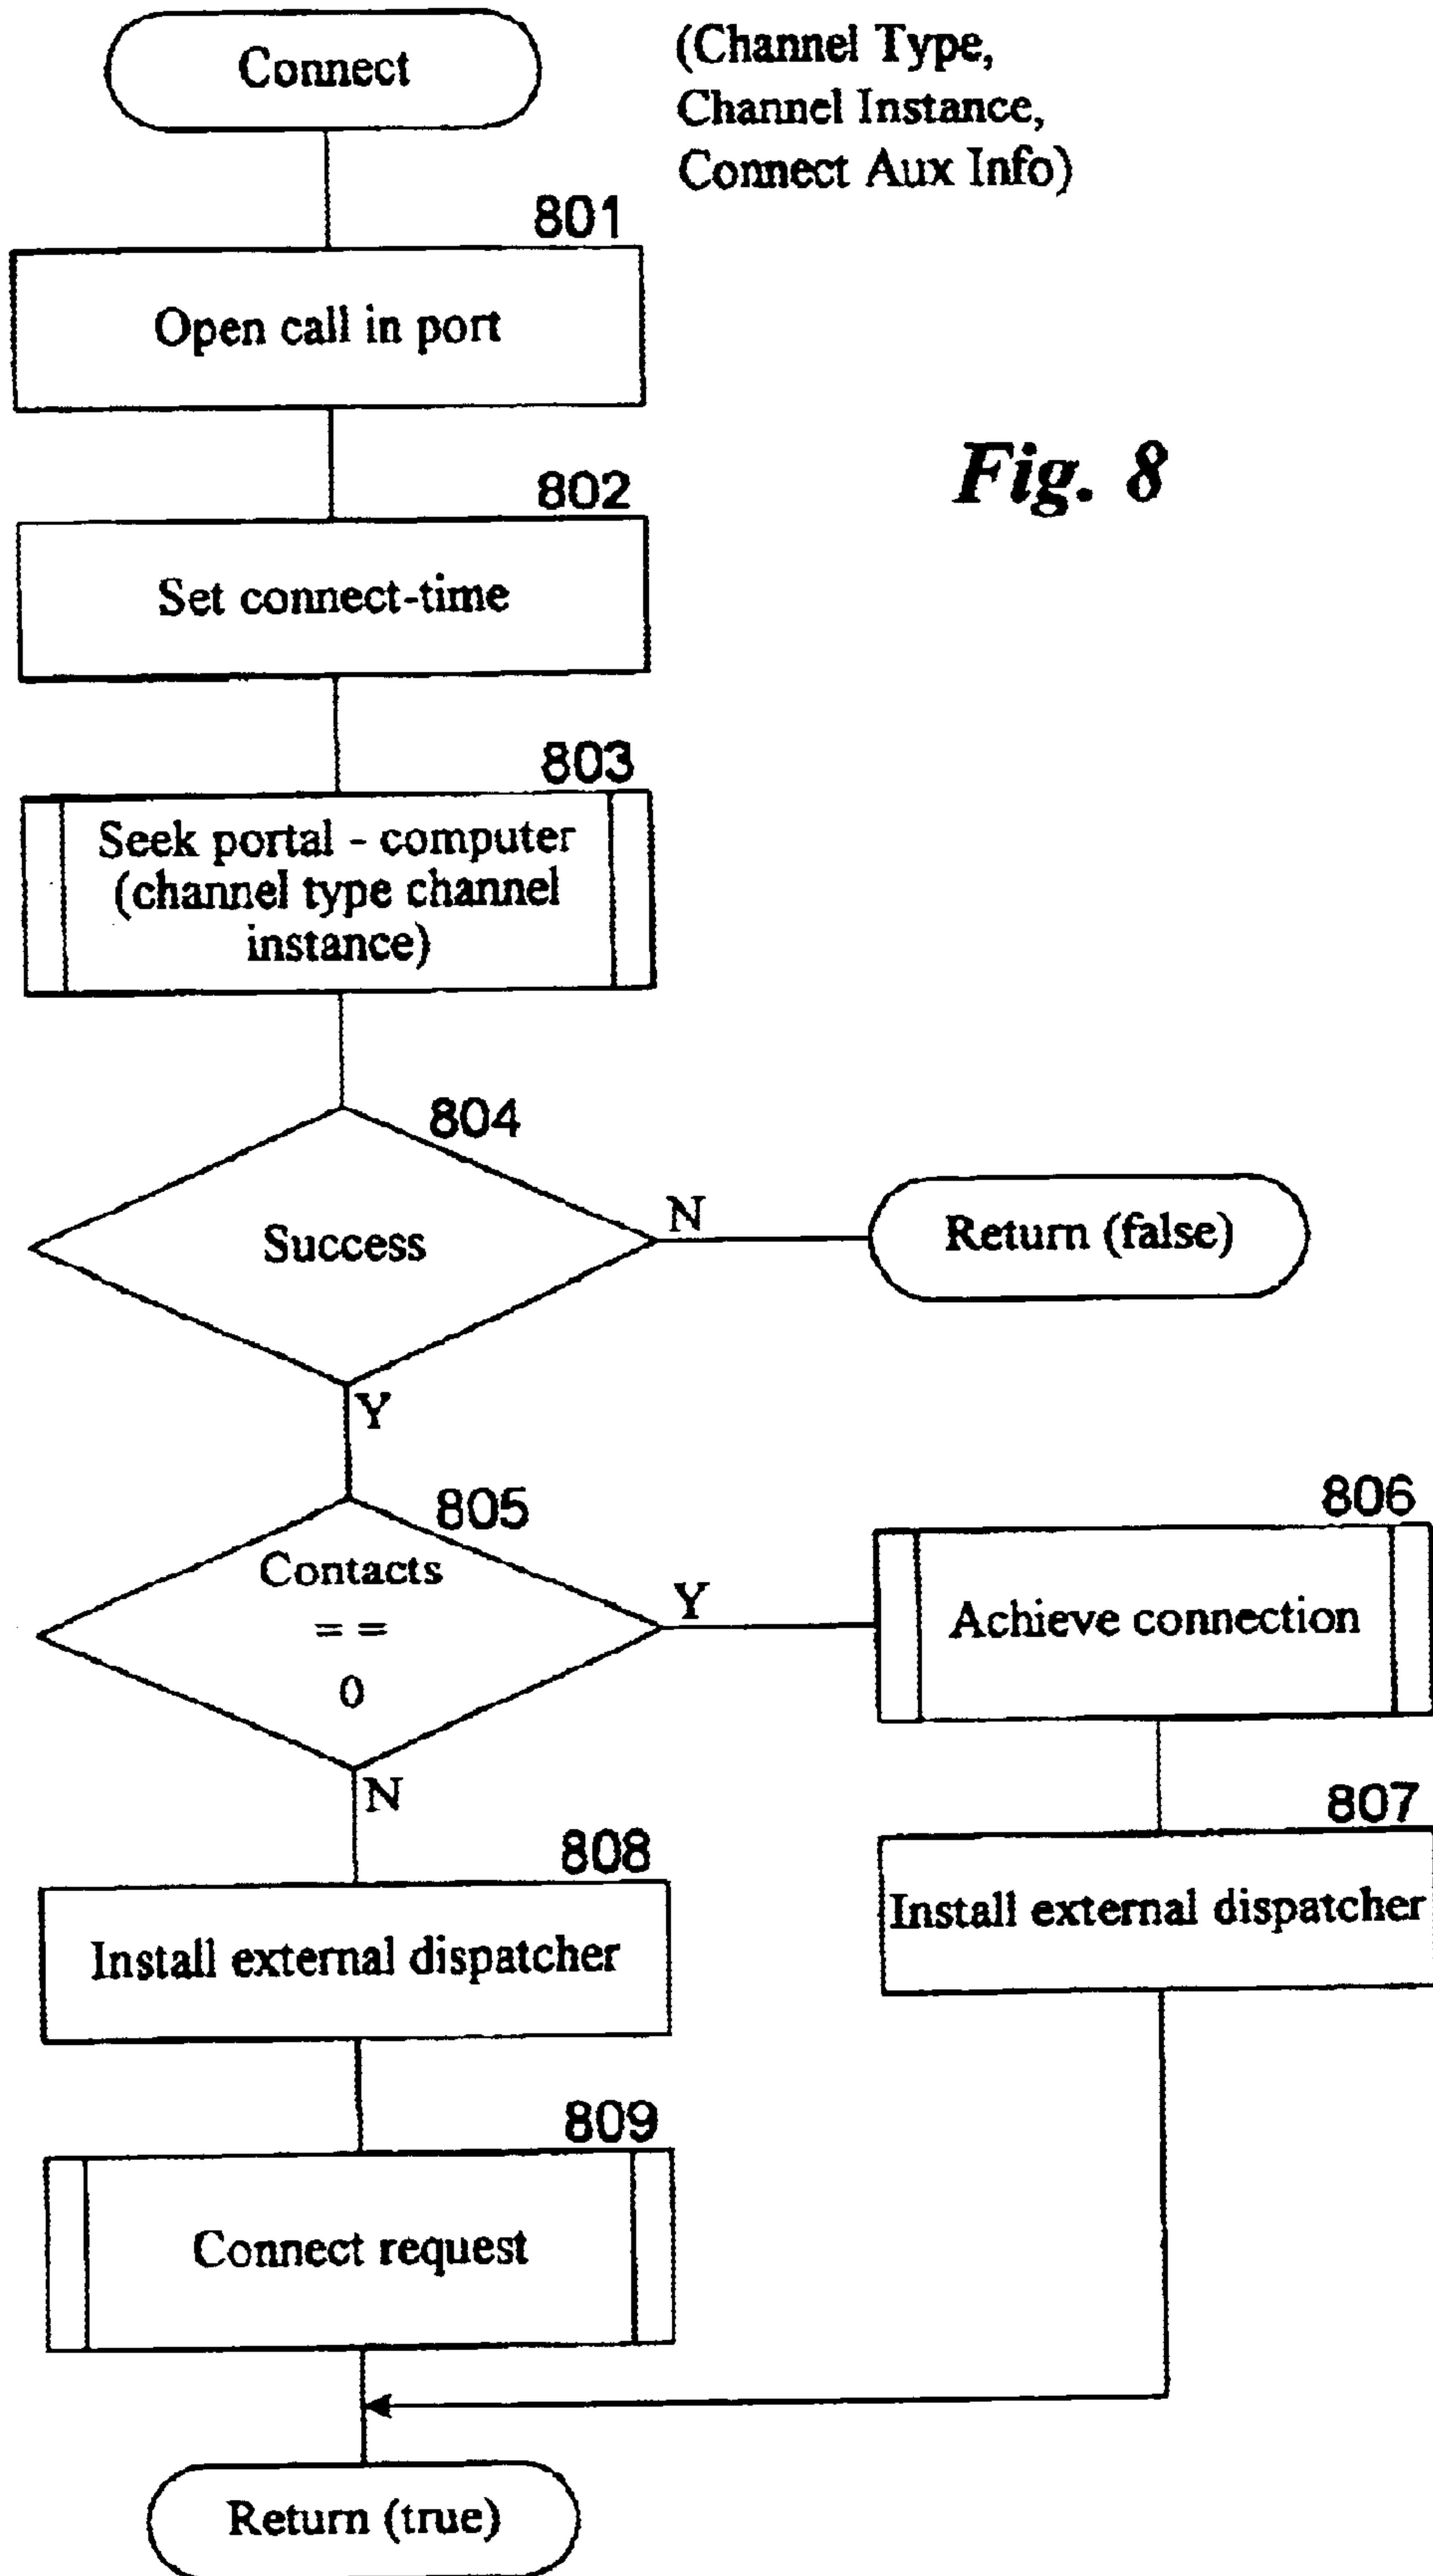 Connect
(Channel Type,
Channel Instance,
Connect Aux Info)
801
Open call in port
Fig. 8
802
Set connect-time
803
Seek portal - computer
(channel type channel
instance)
804
Success
N
Return (false)
Y
805
Contacts
= =
0
Y
806
Achieve connection
N
807
Install external dispatcher
808
Install external dispatcher
809
Connect request
Return (true)